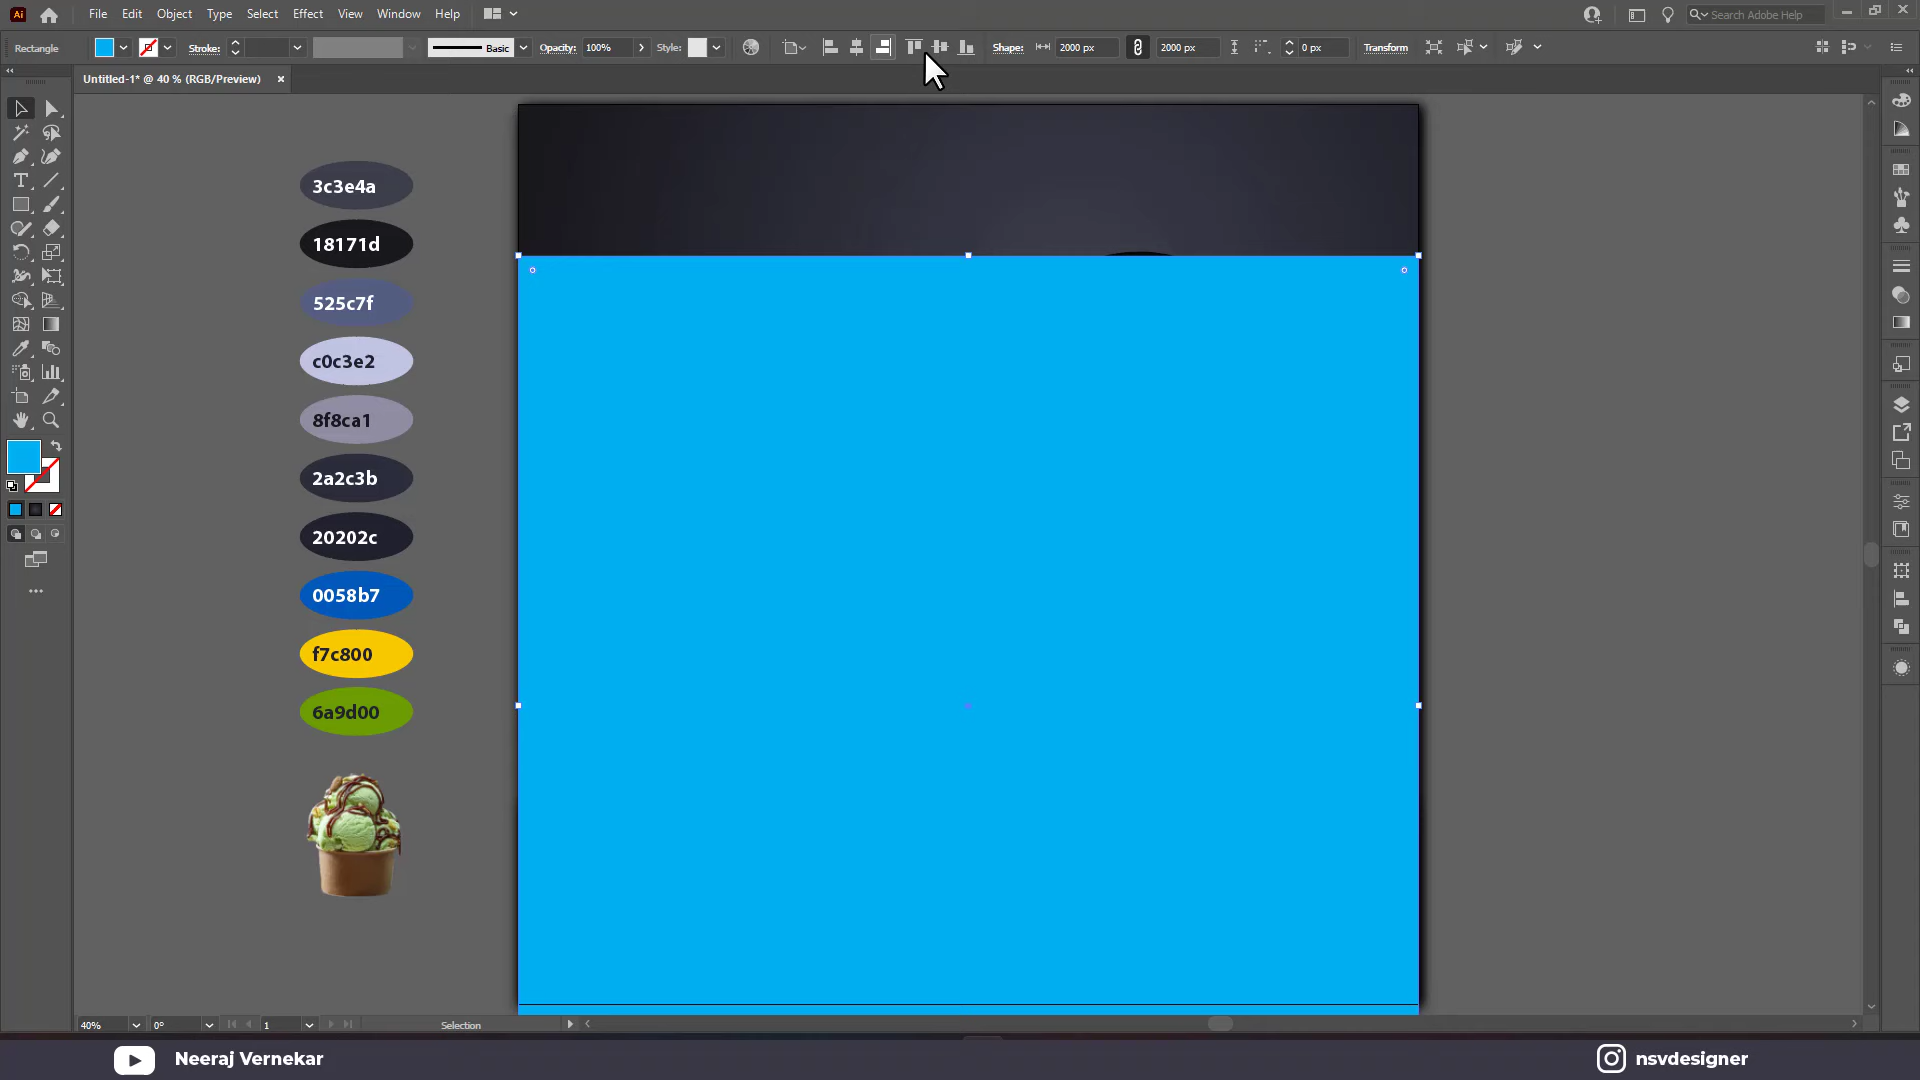 Ai File Edit Object Type Select Effect View Window Help Search Adobe Help
Rectangle Stroke: Basic Opacity: 100% Style: Shape: 2000 px 2000 px 0 px Transform
Untitled-1* @ 40 % (RGB/Preview)
3c3e4a
18171d
525c7f
c0c3e2
8f8ca1
2a2c3b
20202c
0058b7
f7c800
6a9d00
40% 0° 1 Selection
Neeraj Vernekar nsvdesigner